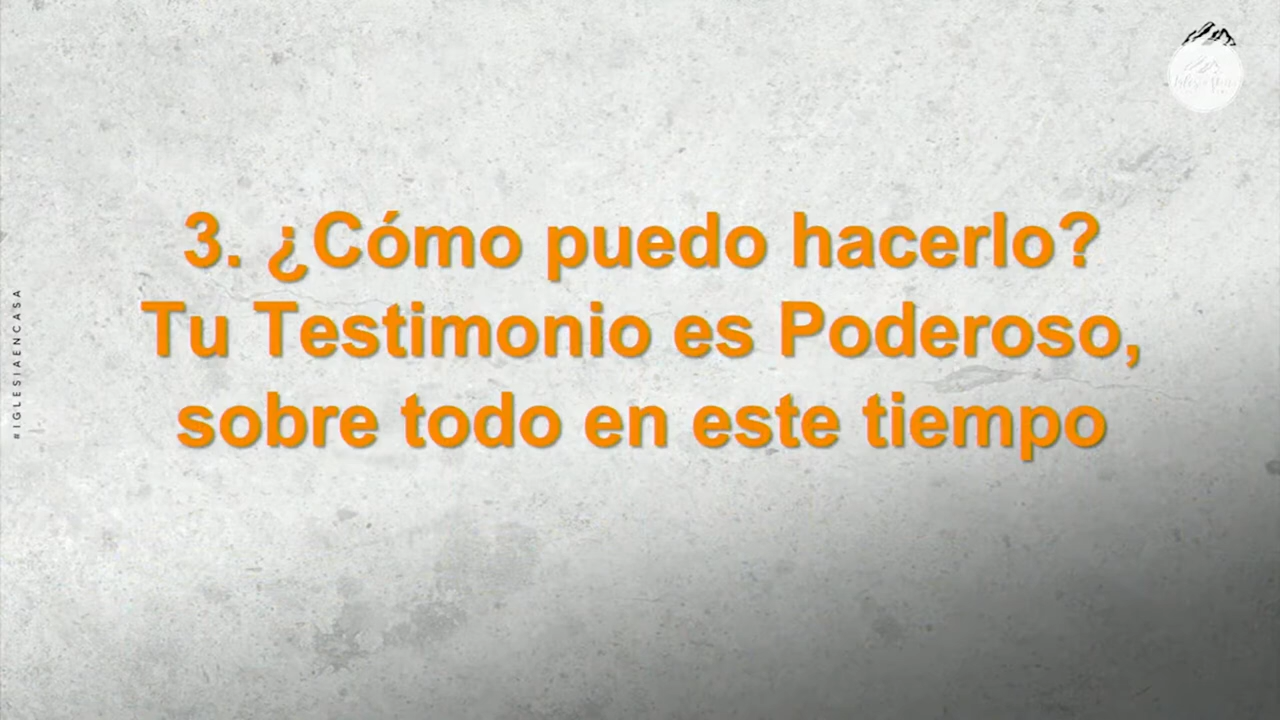 3. ¿Cómo puedo hacerlo?
Tu Testimonio es Poderoso,
sobre todo en este tiempo
#IGLESIAENCASA